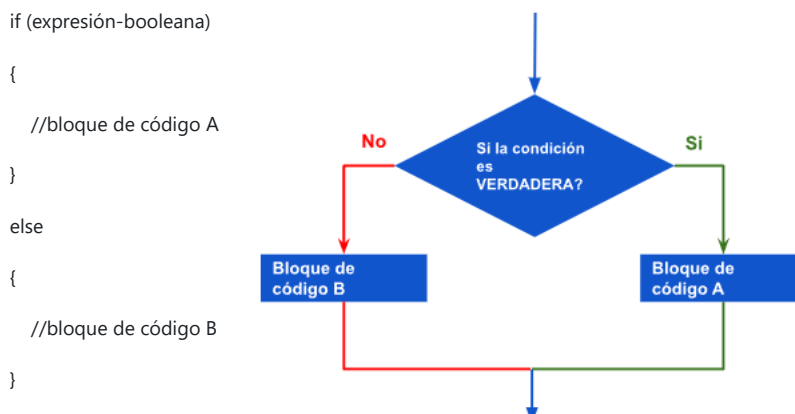 if (expresión-booleana)
{
//bloque de código A
}
else
{
//bloque de código B
}
No
Si la condición
es
VERDADERA?
Si
Bloque de
código B
Bloque de
código A